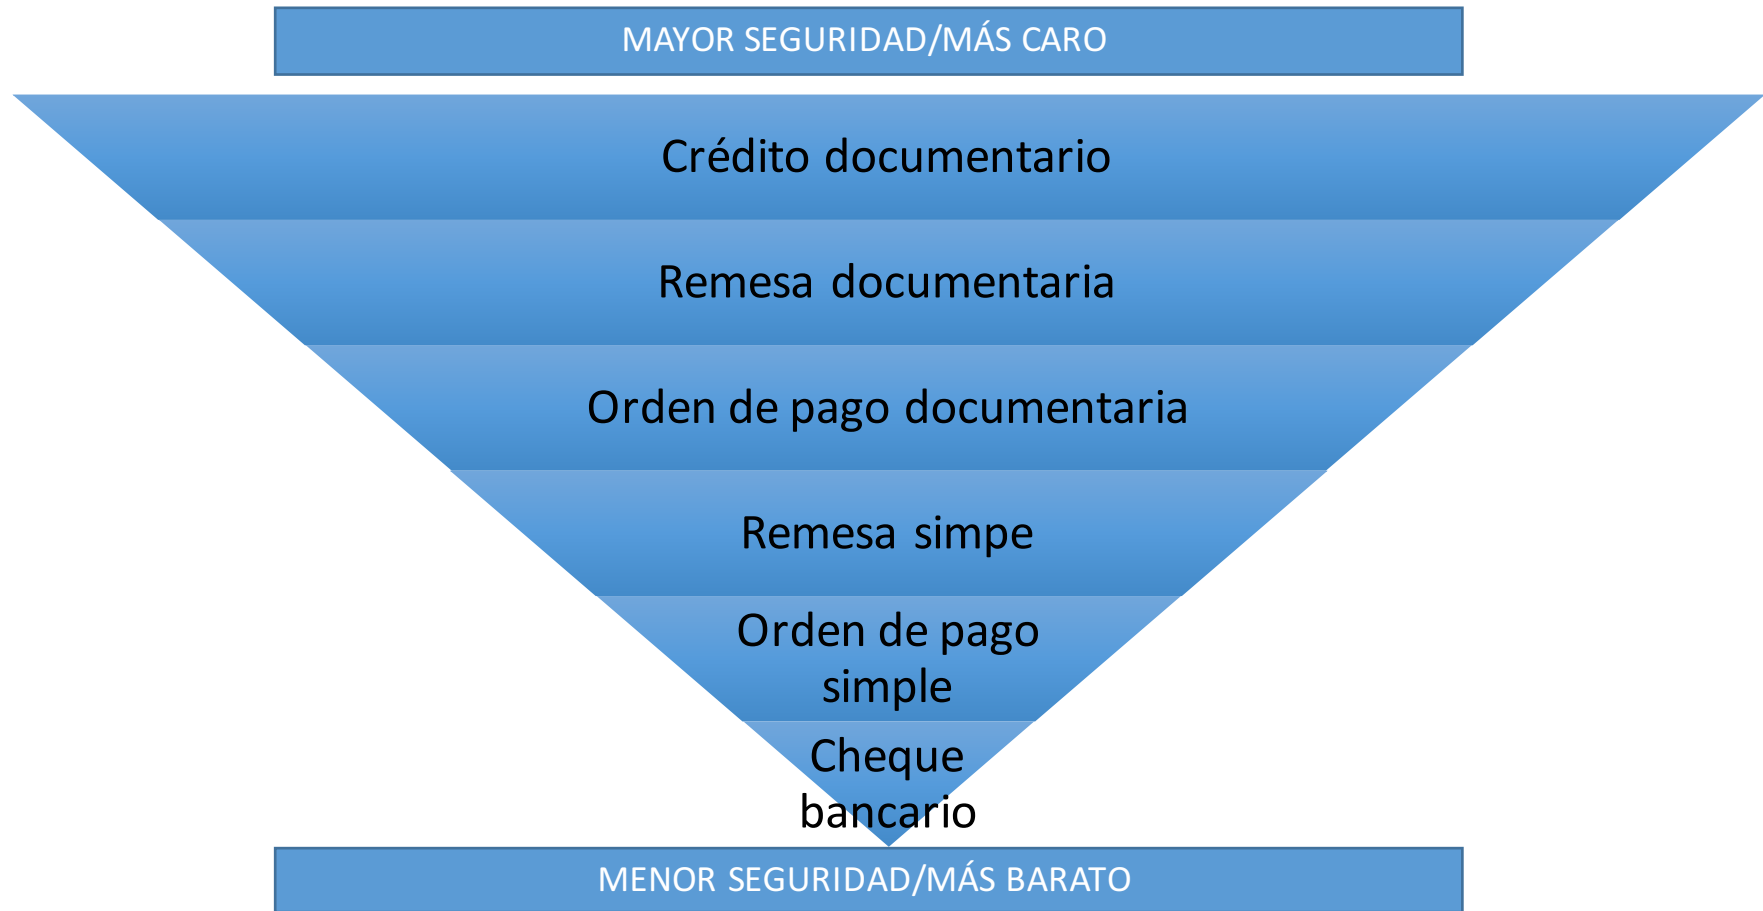 MAYOR SEGURIDAD/MÁS CARO
Crédito documentario
Remesa documentaria
Orden de pago documentaria
Remesa simpe
Orden de pago
simple
Cheque
bancario
MENOR SEGURIDAD/MÁS BARATO